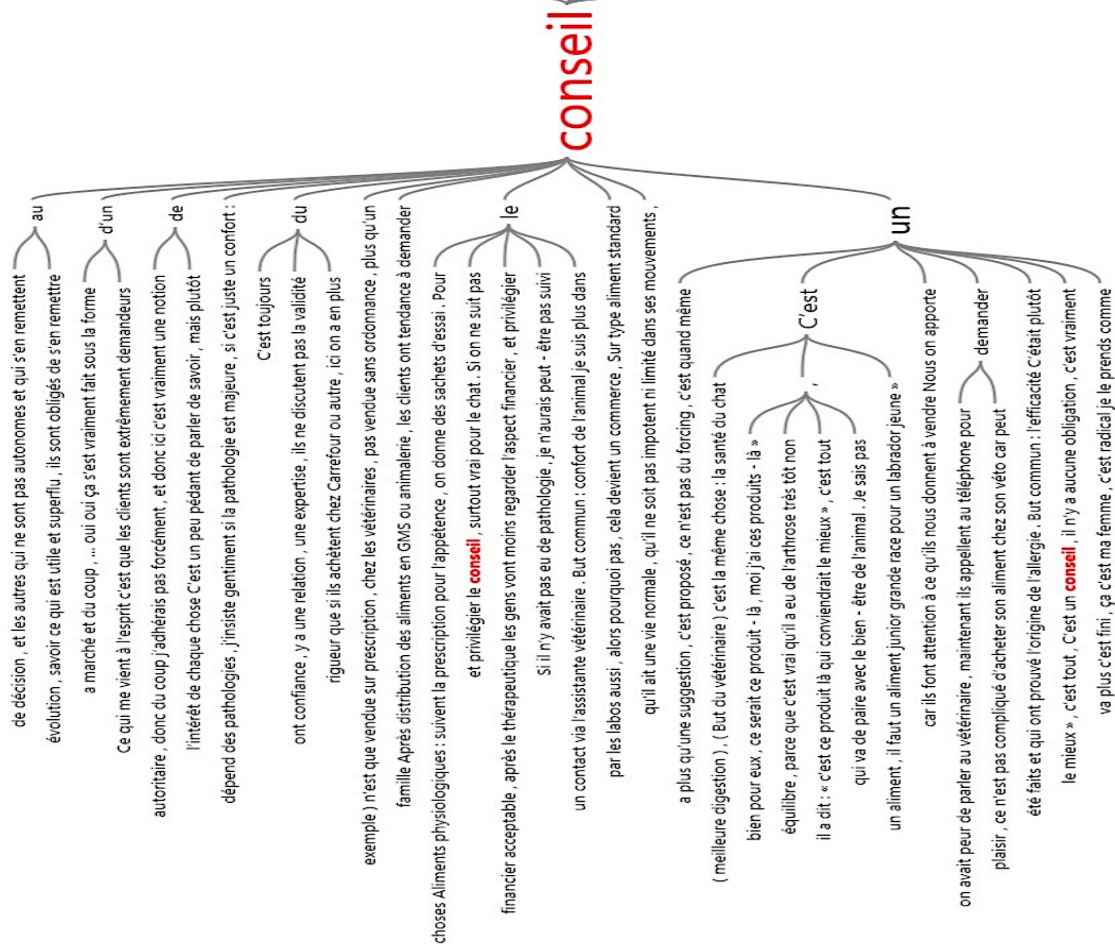 conseil
au
de décision , et les autres qui ne sont pas autonomes et qui s'en remettent
évolution , savoir ce qui est utile et superflu , ils sont obligés de s'en remettre
d'un
a marché et du coup , ... oui oui ça s'est vraiment fait sous la forme
Ce qui me vient à l'esprit c'est que les clients sont extrêmement demandeurs
de
autoritaire , donc du coup j'adhérais pas forcément , et donc ici c'est vraiment une notion
l'intérêt de chaque chose C'est un peu pédant de parler de savoir , mais plutôt
dépend des pathologies , j'insiste gentiment si la pathologie est majeure , si c'est juste un confort :
du
C'est toujours
ont confiance , y a une relation , une expertise , ils ne discutent pas la validité
rigueur que si ils achètent chez Carrefour ou autre , ici on a en plus
exemple ) n'est que vendue sur prescription , chez les vétérinaires , pas vendue sans ordonnance , plus qu'un
famille Après distribution des aliments en GMS ou animalerie , les clients ont tendance à demander
le
choses Aliments physiologiques : suivent la prescription pour l'appétence , on donne des sachets d'essai . Pour
et privilégier le conseil , surtout vrai pour le chat . Si on ne suit pas
financier acceptable , après le thérapeutique les gens vont moins regarder l'aspect financier , et privilégier
Si il n'y avait pas eu de pathologie , je n'aurais peut - être pas suivi
un contact via l'assistante vétérinaire . But commun : confort de l'animal je suis plus dans
par les labos aussi , alors pourquoi pas , cela devient un commerce , Sur type aliment standard
qu'il ait une vie normale , qu'il ne soit pas impotent ni limité dans ses mouvements ,
un
a plus qu'une suggestion , c'est proposé , ce n'est pas du forcing , c'est quand même
C'est
( meilleure digestion ) , ( But du vétérinaire ) c'est la même chose : la santé du chat
,
bien pour eux , ce serait ce produit - là , moi j'ai ces produits - là »
équilibre , parce que c'est vrai qu'il a eu de l'arthrose très tôt non
il a dit : « c'est ce produit là qui conviendrait le mieux » , c'est tout
qui va de paire avec le bien - être de l'animal . Je sais pas
un aliment , il faut un aliment junior grande race pour un labrador jeune »
car ils font attention à ce qu'ils nous donnent à vendre Nous on apporte
demander
on avait peur de parler au vétérinaire , maintenant ils appellent au téléphone pour
plaisir , ce n'est pas compliqué d'acheter son aliment chez son véto car peut
été faits et qui ont prouvé l'origine de l'allergie . But commun : l'efficacité C'était plutôt
le mieux » , c'est tout , C'est un conseil , il n'y a aucune obligation , c'est vraiment
va plus c'est fini , ça c'est ma femme , c'est radical je le prends comme